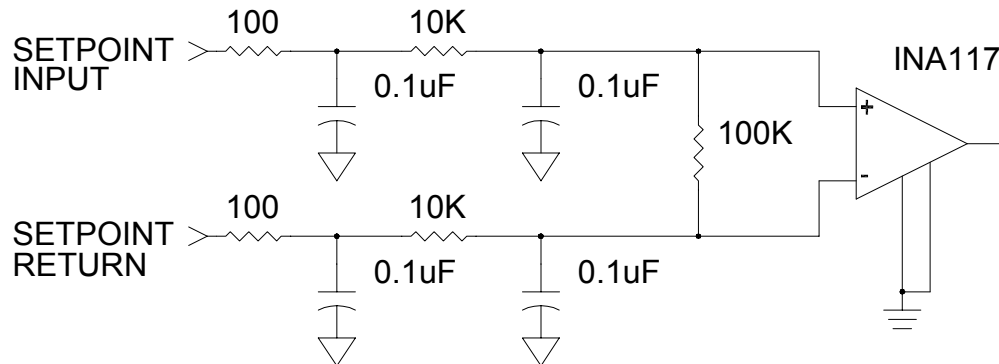 100
10K
SETPOINT
INPUT
0.1uF
0.1uF
INA117
+
100K
-
100
10K
SETPOINT
RETURN
0.1uF
0.1uF